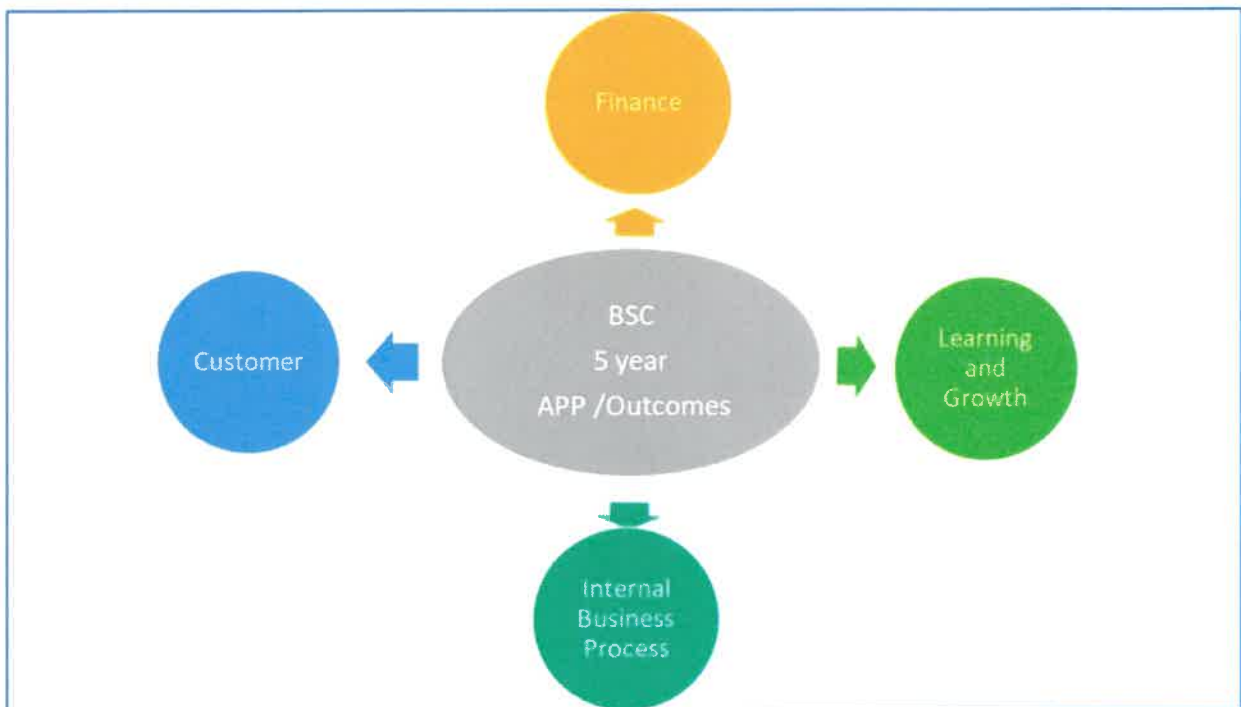 Finance
BSC
5 year
APP /Outcomes
Customer
Learning
and
Growth
Internal
Business
Process